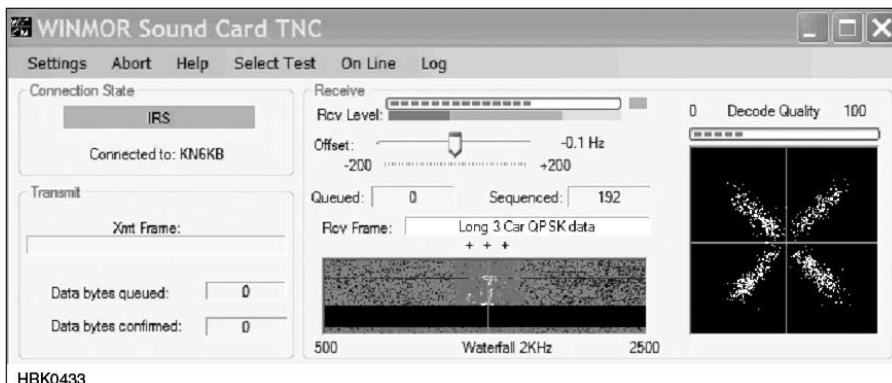 WINMOR Sound Card TNC
Settings Abort Help Select Test On Line Log
Connection State
IRS
Connected to: KN6KB
Transmit
Xmt Frame:
Data bytes queued: 0
Data bytes confirmed: 0
Receive
Rcv Level:
Offset: -0.1 Hz
-200 +200
Queued: 0 Sequenced: 192
Rcv Frame: Long 3 Car QPSK data
+ + +
500 Waterfall 2KHz 2500
0 Decode Quality 100
HBK0433